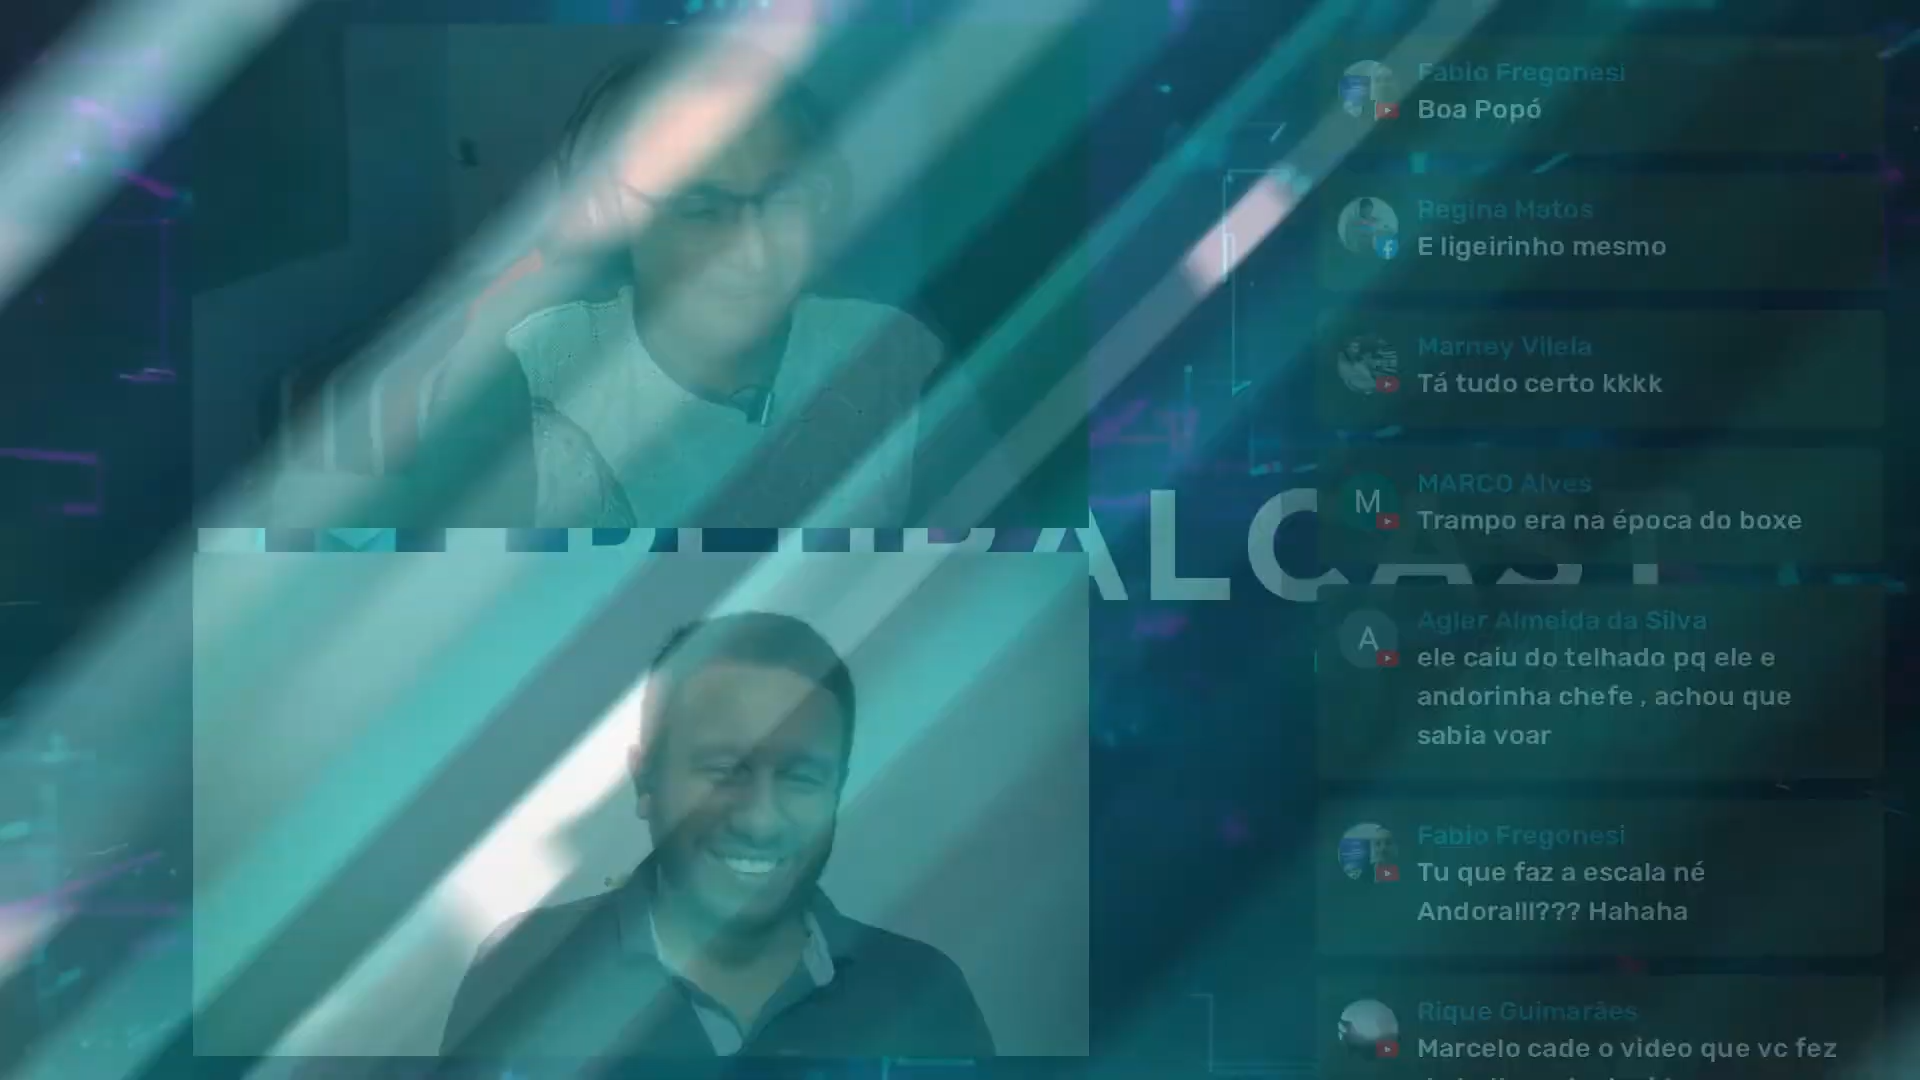 Fabio Fregonesi
Boa Popó
Regina Matos
E ligeirinho mesmo
Marney Vilela
Tá tudo certo kkkk
M
MARCO Alves
Trampo era na época do boxe
ALCAST
A
Agler Almeida da Silva
ele caiu do telhado pq ele e
andorinha chefe , achou que
sabia voar
Fabio Fregonesi
Tu que faz a escala né
Andoralll??? Hahaha
Rique Guimarães
Marcelo cade o video que vc fez